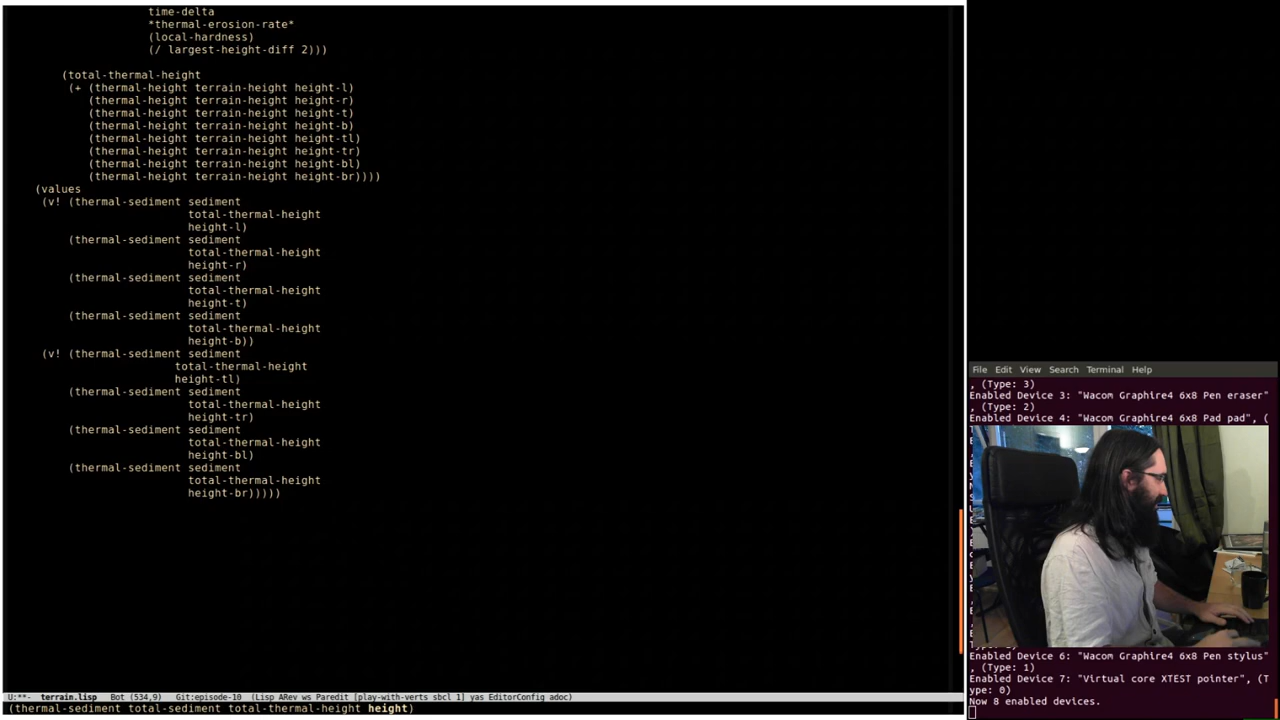 time-delta
*thermal-erosion-rate*
(local-hardness)
(/ largest-height-diff 2)))
(total-thermal-height
(+ (thermal-height terrain-height height-l)
(thermal-height terrain-height height-r)
(thermal-height terrain-height height-t)
(thermal-height terrain-height height-b)
(thermal-height terrain-height height-tl)
(thermal-height terrain-height height-tr)
(thermal-height terrain-height height-bl)
(thermal-height terrain-height height-br))))
(values
(v! (thermal-sediment sediment
total-thermal-height
height-l)
(thermal-sediment sediment
total-thermal-height
height-r)
(thermal-sediment sediment
total-thermal-height
height-t)
(thermal-sediment sediment
total-thermal-height
height-b))
(v! (thermal-sediment sediment
total-thermal-height
height-tl)
(thermal-sediment sediment
total-thermal-height
height-tr)
(thermal-sediment sediment
total-thermal-height
height-bl)
(thermal-sediment sediment
total-thermal-height
height-br)))))
U:**- terrain.lisp Bot (534,9) Git:episode-10 (Lisp ARev ws Paredit [play-with-verts sbcl 1] yas EditorConfig adoc)
(thermal-sediment total-sediment total-thermal-height height)
File Edit View Search Terminal Help
, (Type: 3)
Enabled Device 3: "Wacom Graphire4 6x8 Pen eraser"
, (Type: 2)
Enabled Device 4: "Wacom Graphire4 6x8 Pad pad", (
Enabled Device 6: "Wacom Graphire4 6x8 Pen stylus"
, (Type: 1)
Enabled Device 7: "Virtual core XTEST pointer", (T
ype: 0)
Now 8 enabled devices.